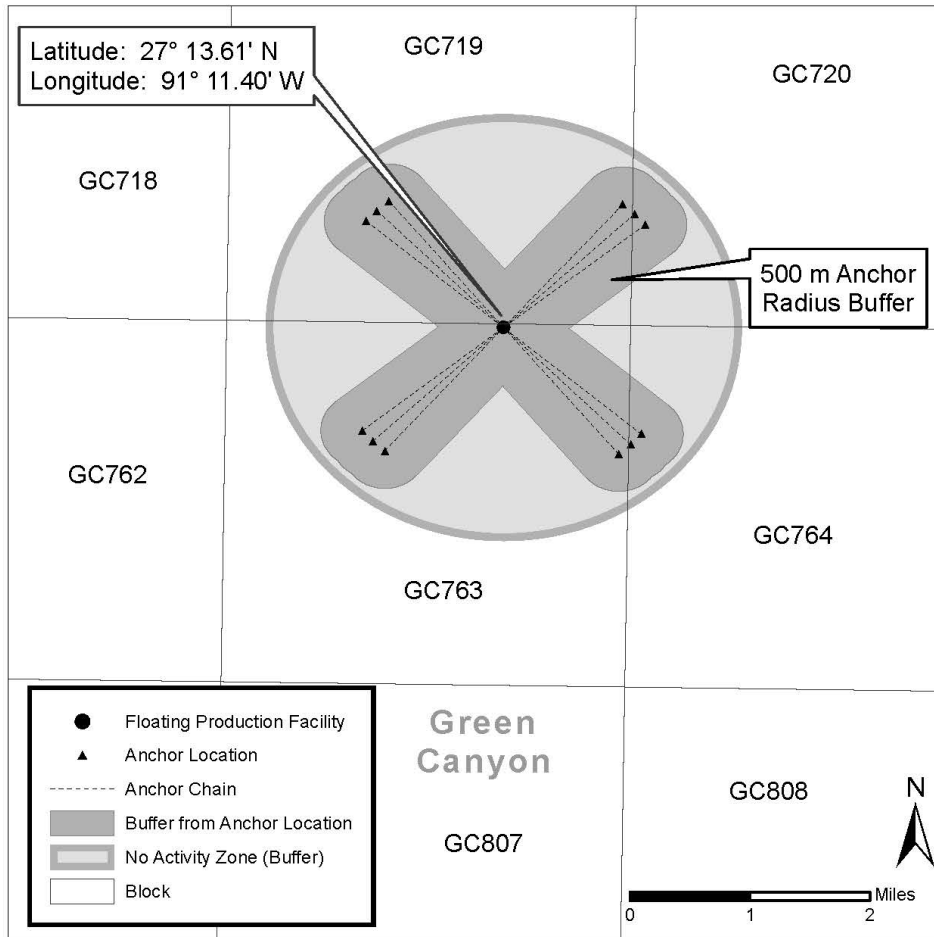 GC719
Latitude: 27° 13.61' N
Longitude: 91° 11.40' W
GC720
GC718
500 m Anchor
Radius Buffer
GC762
GC764
GC763
Green
Canyon
Floating Production Facility
Anchor Location
Anchor Chain
Buffer from Anchor Location
No Activity Zone (Buffer)
Block
GC808
GC807
N
Miles
0 1 2